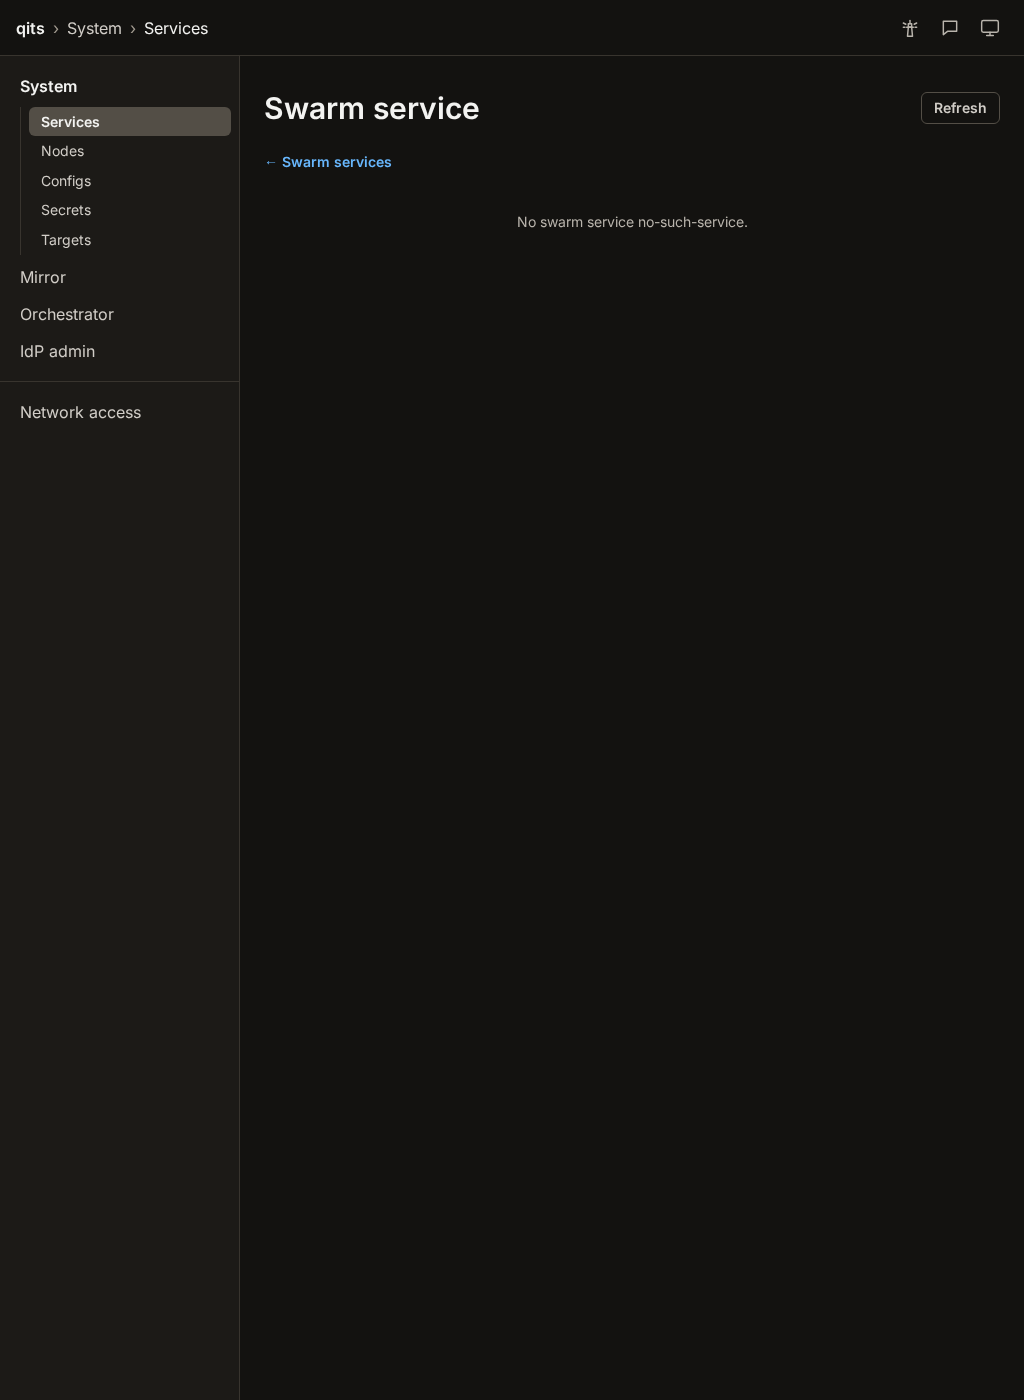 qits › System › Services
System
Services
Nodes
Configs
Secrets
Targets
Mirror
Orchestrator
IdP admin
Network access
Swarm service
Refresh
← Swarm services
No swarm service no-such-service.